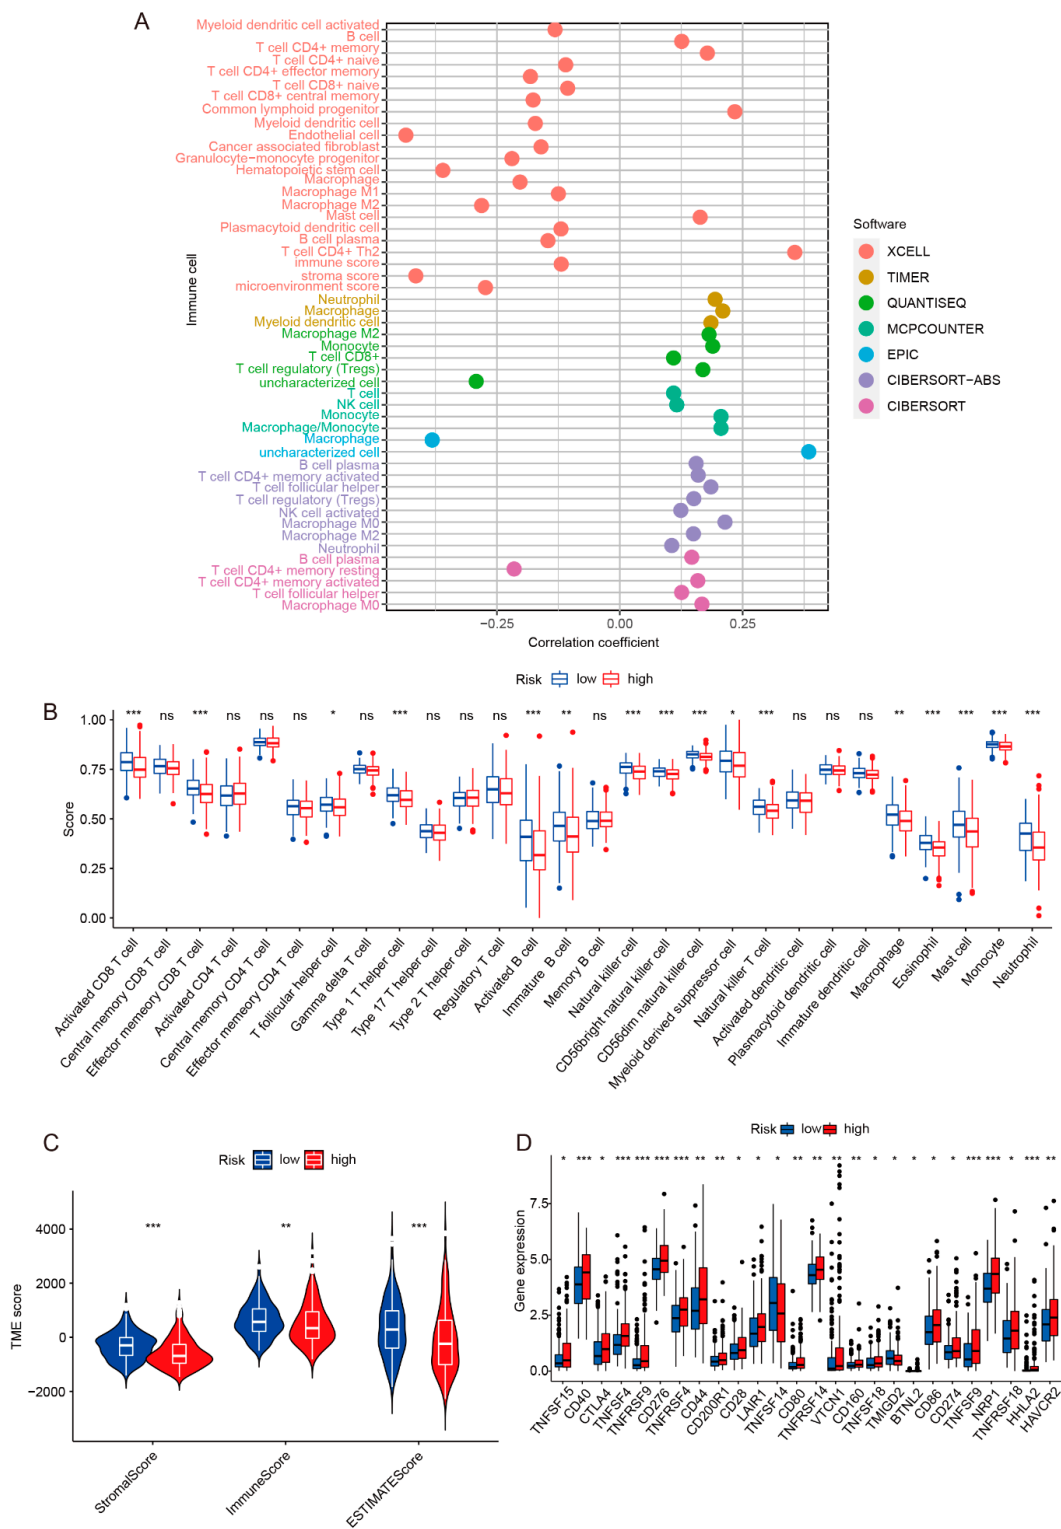 A
Immune cell
Myeloid dendritic cell activated
B cell
T cell CD4+ memory
T cell CD4+ naive
T cell CD4+ effector memory
T cell CD8+ naive
T cell CD8+ central memory
Common lymphoid progenitor
Myeloid dendritic cell
Endothelial cell
Cancer associated fibroblast
Granulocyte−monocyte progenitor
Hematopoietic stem cell
Macrophage
Macrophage M1
Macrophage M2
Mast cell
Plasmacytoid dendritic cell
B cell plasma
T cell CD4+ Th2
immune score
stroma score
microenvironment score
Neutrophil
Macrophage
Myeloid dendritic cell
Macrophage M2
Monocyte
T cell CD8+
T cell regulatory (Tregs)
uncharacterized cell
T cell
NK cell
Monocyte
Macrophage/Monocyte
Macrophage
uncharacterized cell
B cell plasma
T cell CD4+ memory activated
T cell follicular helper
T cell regulatory (Tregs)
NK cell activated
Macrophage M0
Macrophage M2
Neutrophil
B cell plasma
T cell CD4+ memory resting
T cell CD4+ memory activated
T cell follicular helper
Macrophage M0
−0.25 0.00 0.25
Correlation coefficient
Software
XCELL
TIMER
QUANTISEQ
MCPCOUNTER
EPIC
CIBERSORT−ABS
CIBERSORT
B
Risk low high
*** ns *** ns ns ns * ns *** ns ns ns *** ** ns *** *** *** * *** ns ns ns ** *** *** *** ***
Score
1.00
0.75
0.50
0.25
0.00
Activated CD8 T cell
Central memory CD8 T cell
Effector memeory CD8 T cell
Activated CD4 T cell
Central memory CD4 T cell
Effector memeory CD4 T cell
T follicular helper cell
Gamma delta T cell
Type 1 T helper cell
Type 17 T helper cell
Type 2 T helper cell
Regulatory T cell
Activated B cell
Immature B cell
Memory B cell
Natural killer cell
CD56bright natural killer cell
CD56dim natural killer cell
Myeloid derived suppressor cell
Natural killer T cell
Activated dendritic cell
Plasmacytoid dendritic cell
Immature dendritic cell
Macrophage
Eosinophil
Mast cell
Monocyte
Neutrophil
C
Risk low high
*** ** ***
TME score
4000
2000
0
−2000
StromalScore
ImmuneScore
ESTIMATEScore
D
Risk low high
* *** * *** *** *** *** *** ** * * * ** ** ** ** * * * * * *** *** * *** **
Gene expression
7.5
5.0
2.5
0.0
TNFSF15
CD40
CTLA4
TNFSF4
TNFRSF9
CD276
TNFRSF4
CD44
CD200R1
CD28
LAIR1
TNFSF14
CD80
TNFRSF14
VTCN1
CD160
TNFSF18
TMIGD2
BTNL2
CD86
CD274
TNFSF9
NRP1
TNFRSF18
HHLA2
HAVCR2